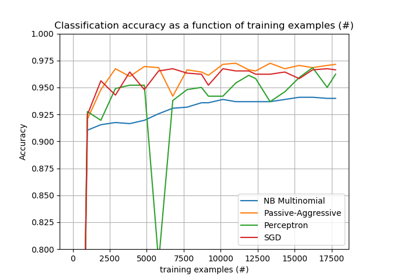 Classification accuracy as a function of training examples (#)
1.000
0.975
0.950
0.925
0.900
0.875
0.850
0.825
0.800
Accuracy
NB Multinomial
Passive-Aggressive
Perceptron
SGD
0 2500 5000 7500 10000 12500 15000 17500
training examples (#)